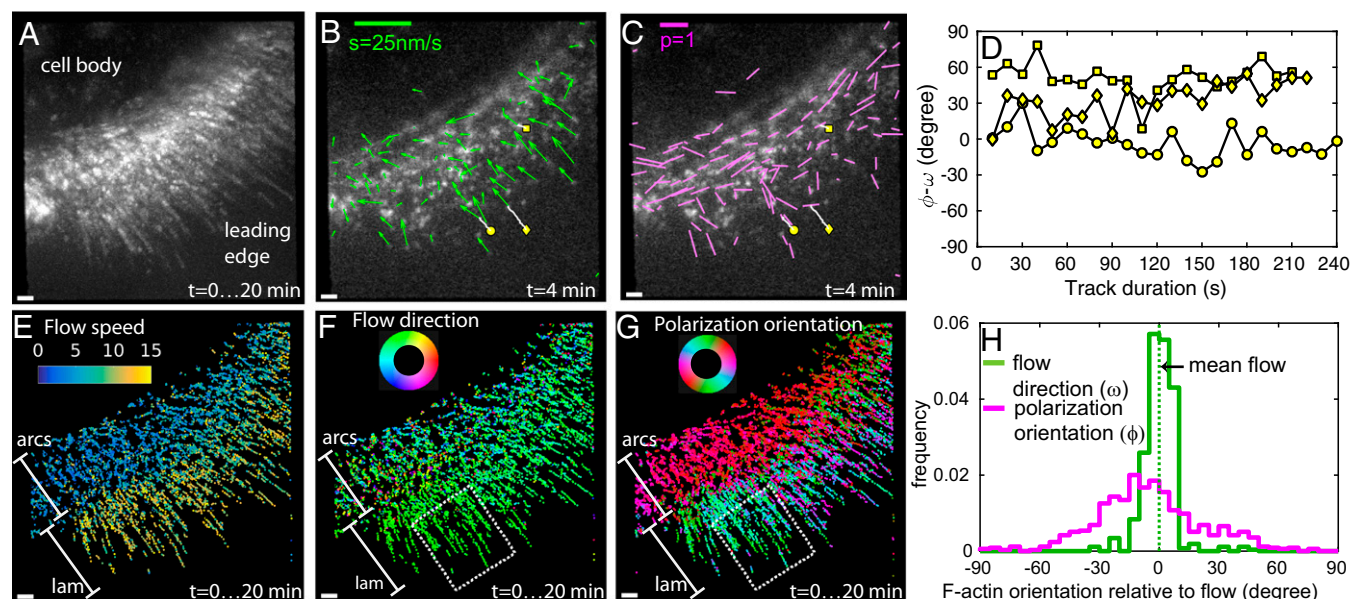 A
cell body
leading
edge
t=0...20 min
B
s=25nm/s
t=4 min
C
p=1
t=4 min
D
90
60
30
0
-30
-60
-90
ϕ-ω (degree)
0 30 60 90 120 150 180 210 240
Track duration (s)
E
Flow speed
0 5 10 15
arcs
lam
t=0...20 min
F
Flow direction
arcs
lam
t=0...20 min
G
Polarization orientation
arcs
lam
t=0...20 min
H
0.06
0.04
0.02
0
frequency
flow
direction (ω)
polarization
orientation (ϕ)
mean flow
-90 -60 -30 0 30 60 90
F-actin orientation relative to flow (degree)